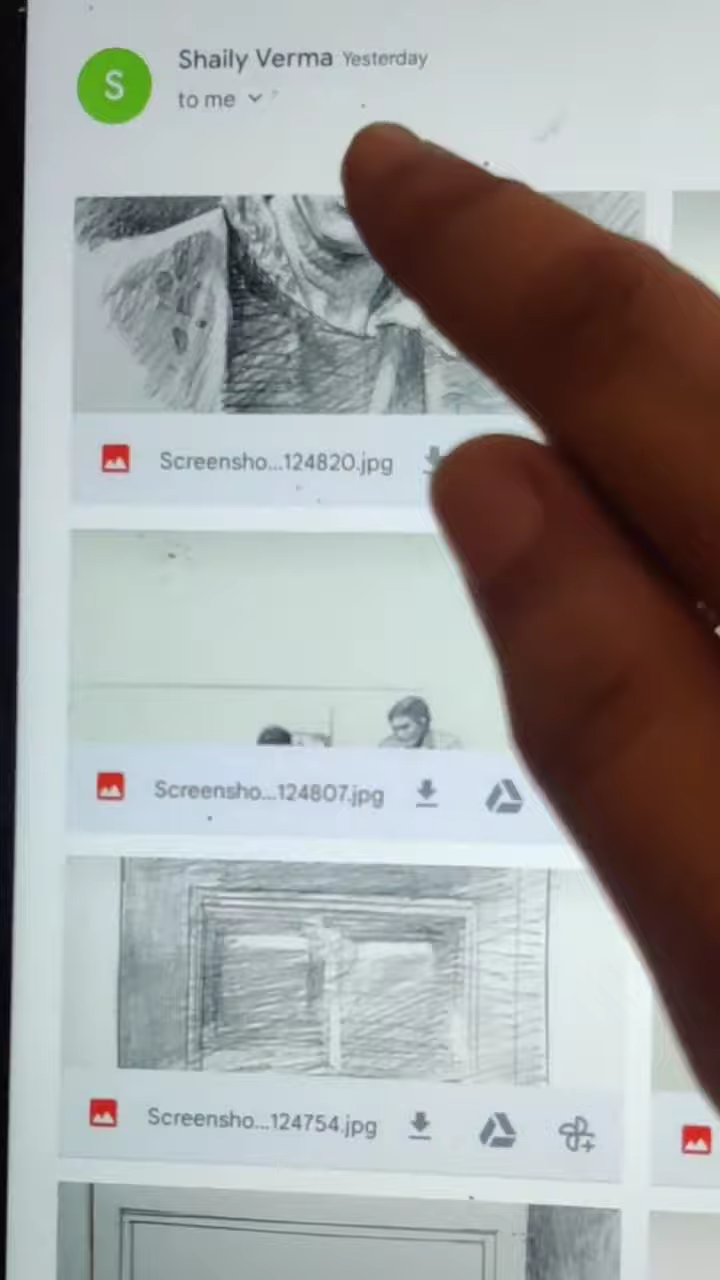 S
Shaily Verma Yesterday
to me
Screensho...124820.jpg
Screensho...124807.jpg
Screensho...124754.jpg